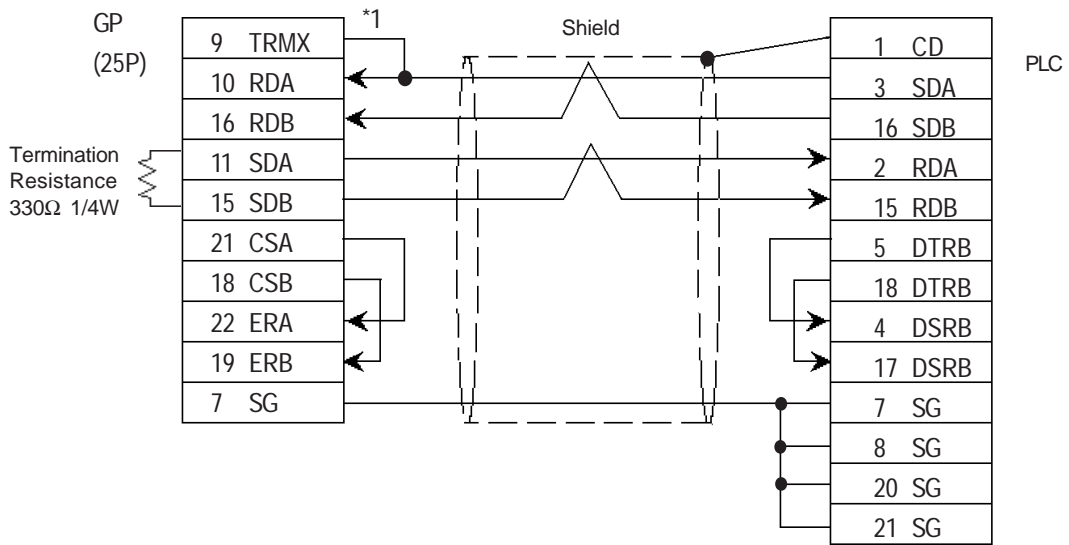 GP
(25P)
*1
Shield
PLC
Termination
Resistance
330Ω 1/4W
9 TRMX
10 RDA
16 RDB
11 SDA
15 SDB
21 CSA
18 CSB
22 ERA
19 ERB
7 SG
1 CD
3 SDA
16 SDB
2 RDA
15 RDB
5 DTRB
18 DTRB
4 DSRB
17 DSRB
7 SG
8 SG
20 SG
21 SG